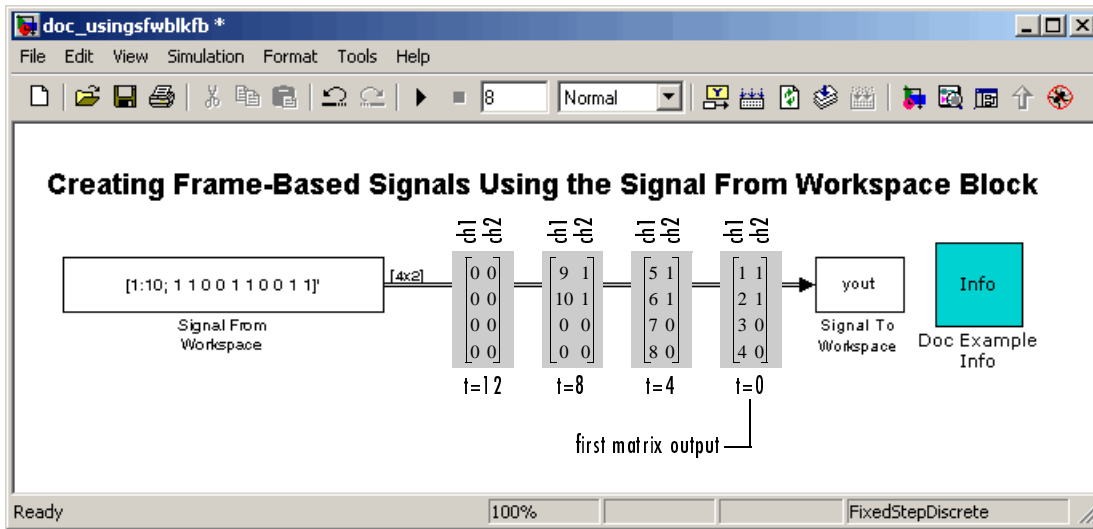 doc_usingsfwblkfb *
File Edit View Simulation Format Tools Help
8 Normal
Creating Frame-Based Signals Using the Signal From Workspace Block
ch1 ch2 ch1 ch2 ch1 ch2 ch1 ch2
[1:10; 1 1 0 0 1 1 0 0 1 1]'
[4x2]
0 0 9 1 5 1 1 1
0 0 10 1 6 1 2 1
0 0 0 0 7 0 3 0
0 0 0 0 8 0 4 0
yout
Info
Signal From
Workspace
Signal To
Workspace
Doc Example
Info
t=12 t=8 t=4 t=0
first matrix output
Ready 100% FixedStepDiscrete